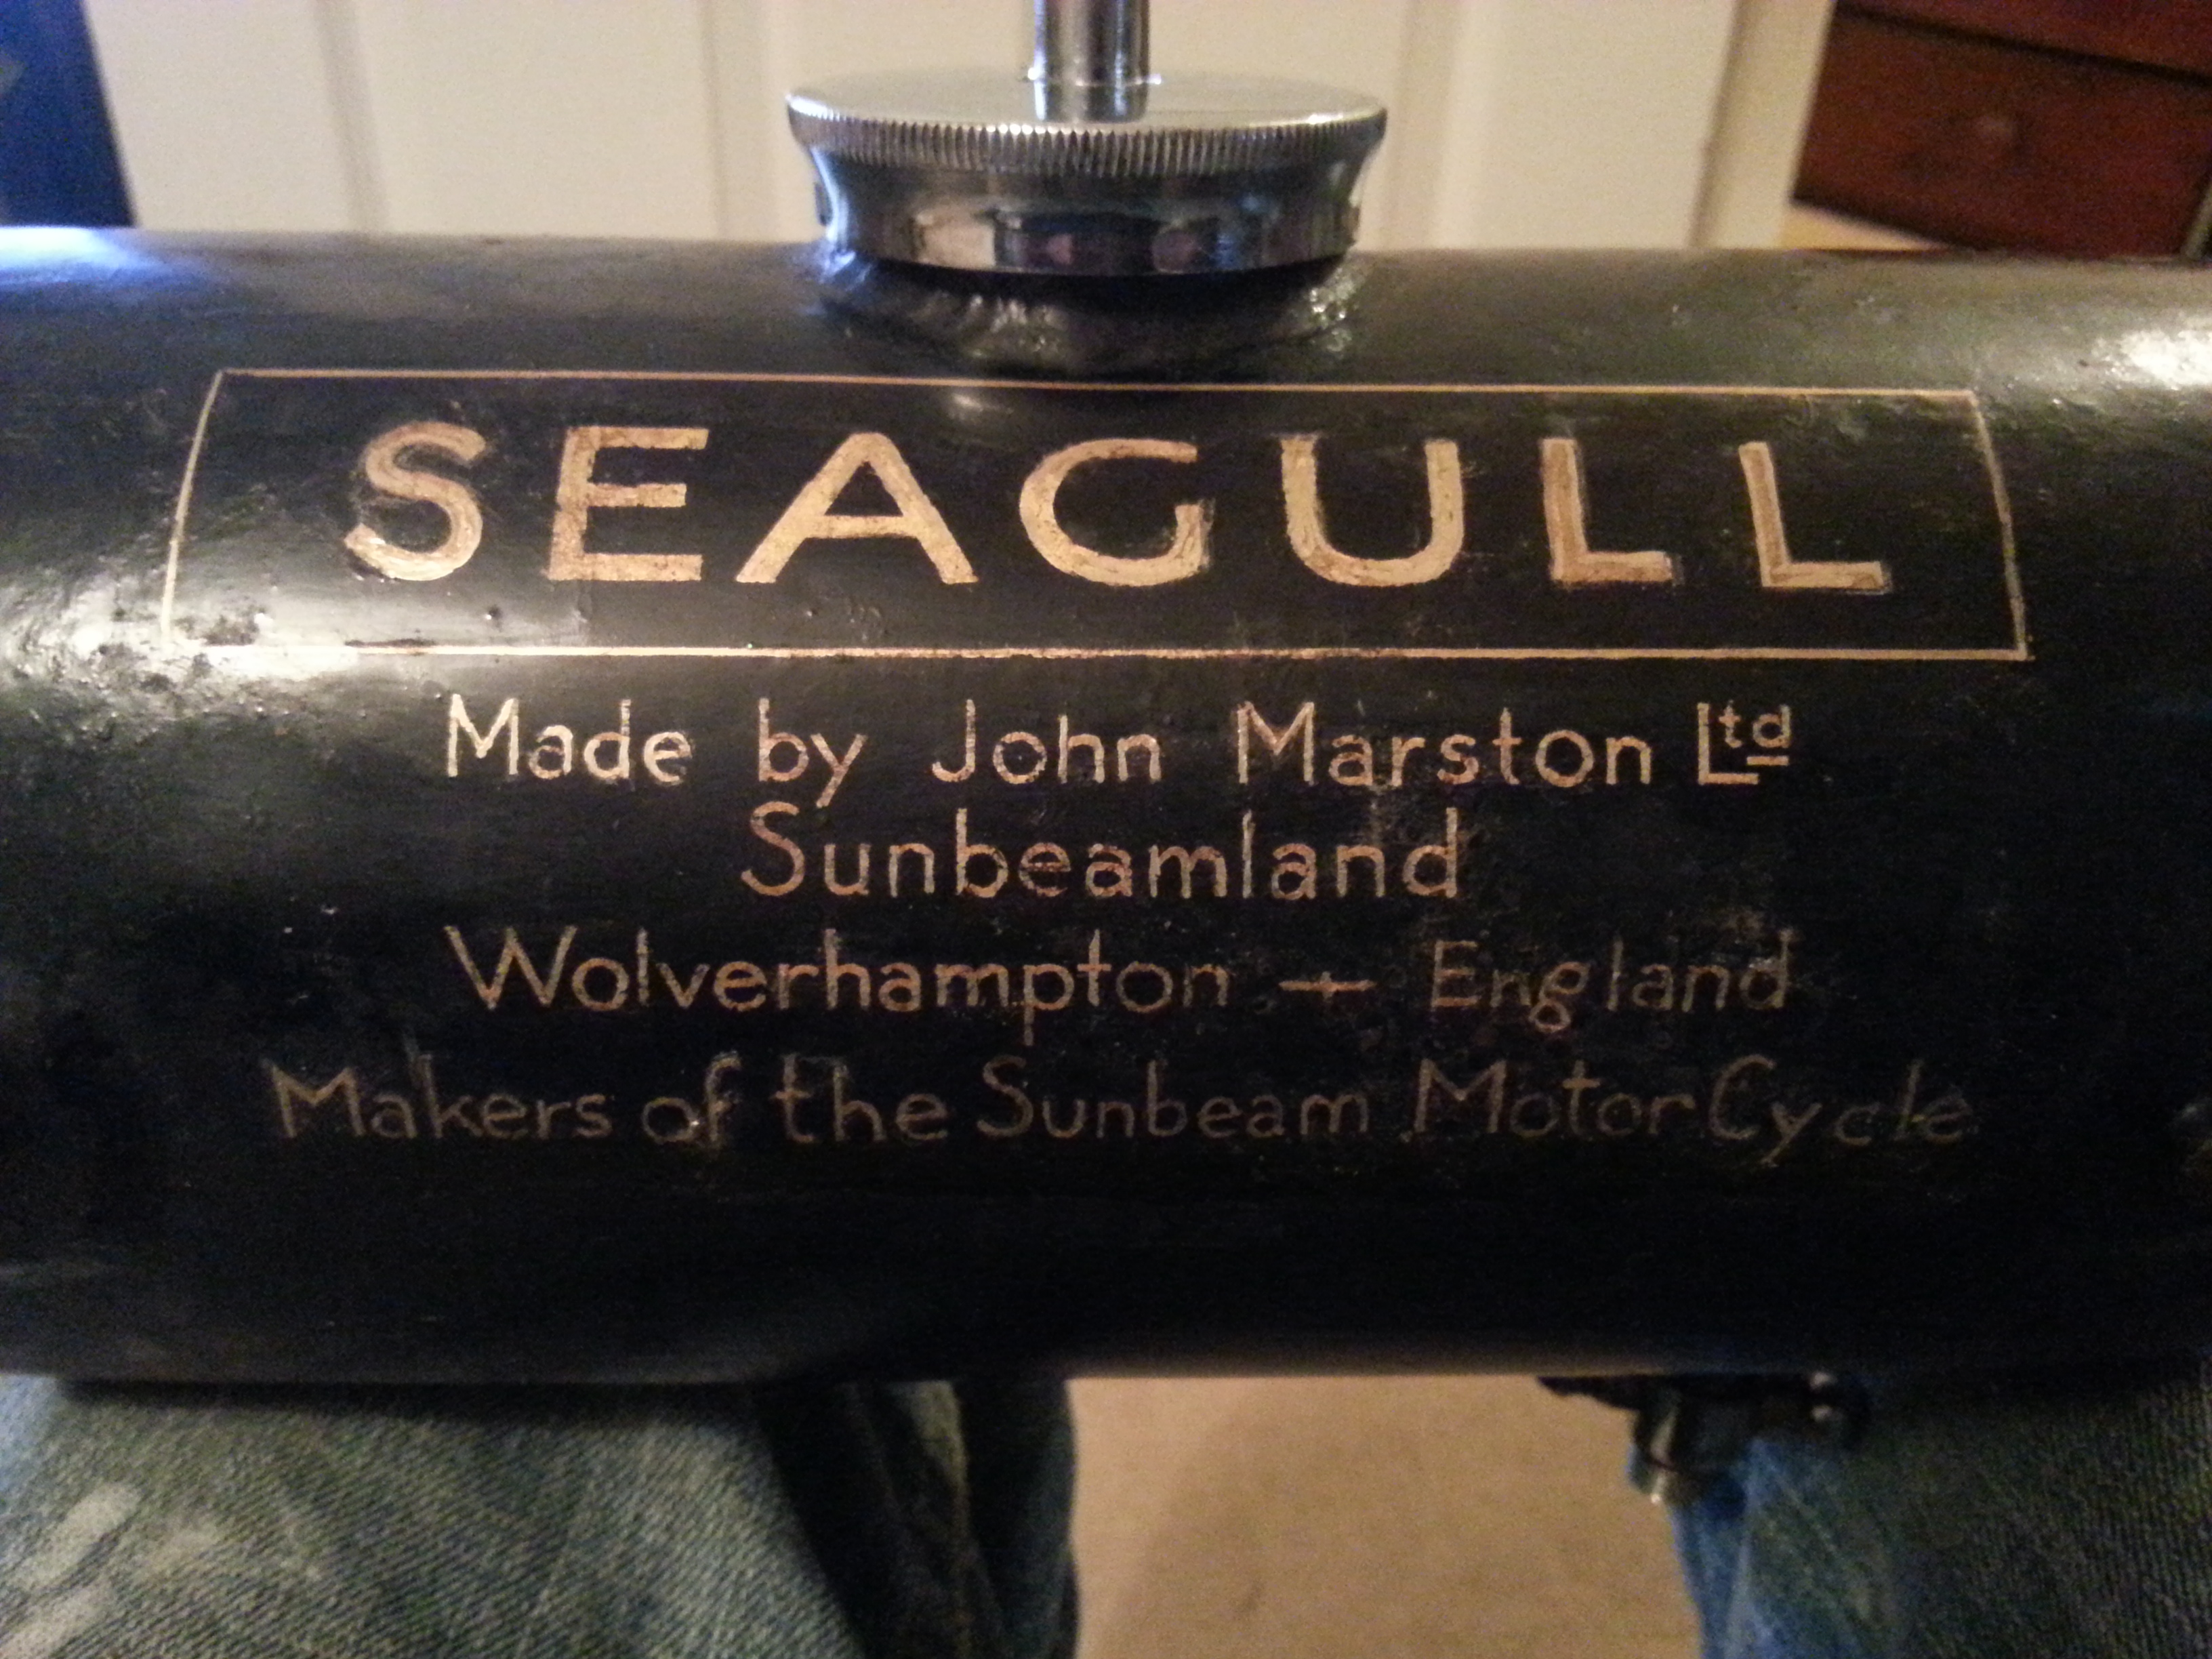 SEAGULL
Made by John Marston Ltd
Sunbeamland
Wolverhampton - England
Makers of the Sunbeam Motor Cycle